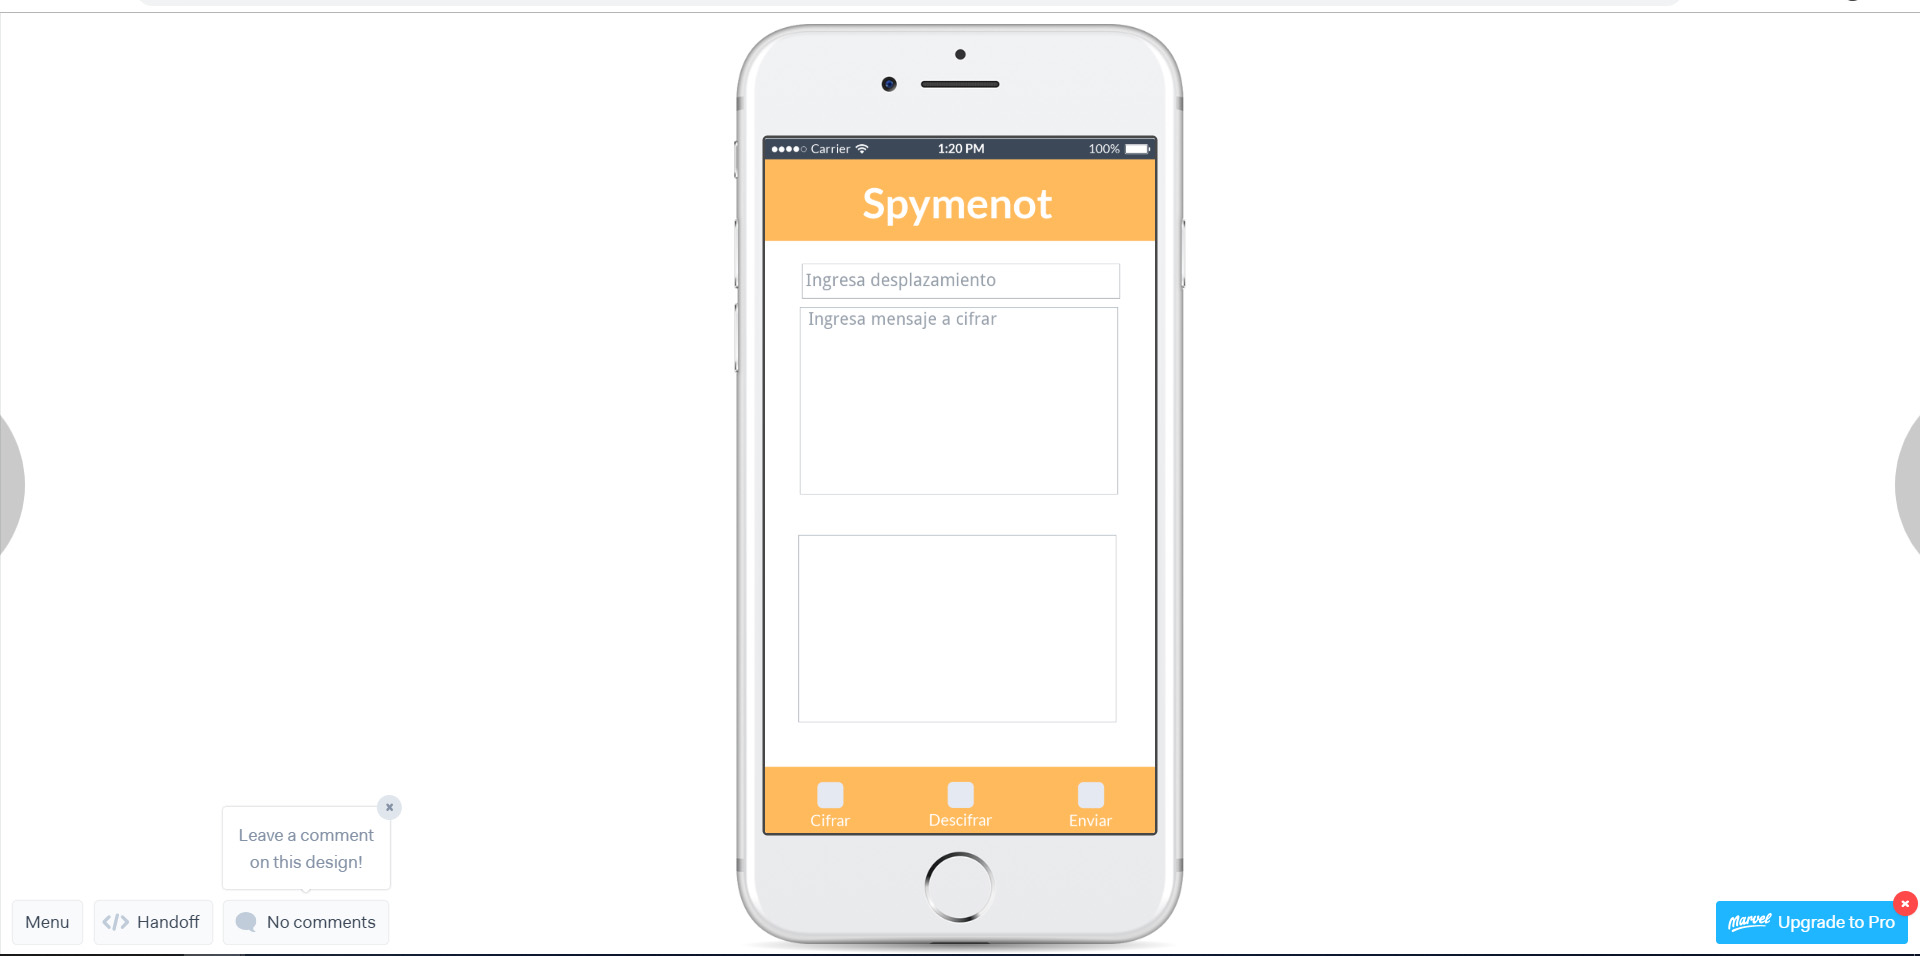 Carrier 1:20 PM 100%
Spymenot
Ingresa desplazamiento
Ingresa mensaje a cifrar
Cifrar Descifrar Enviar
Leave a comment
on this design!
Menu </> Handoff No comments
Marvel Upgrade to Pro